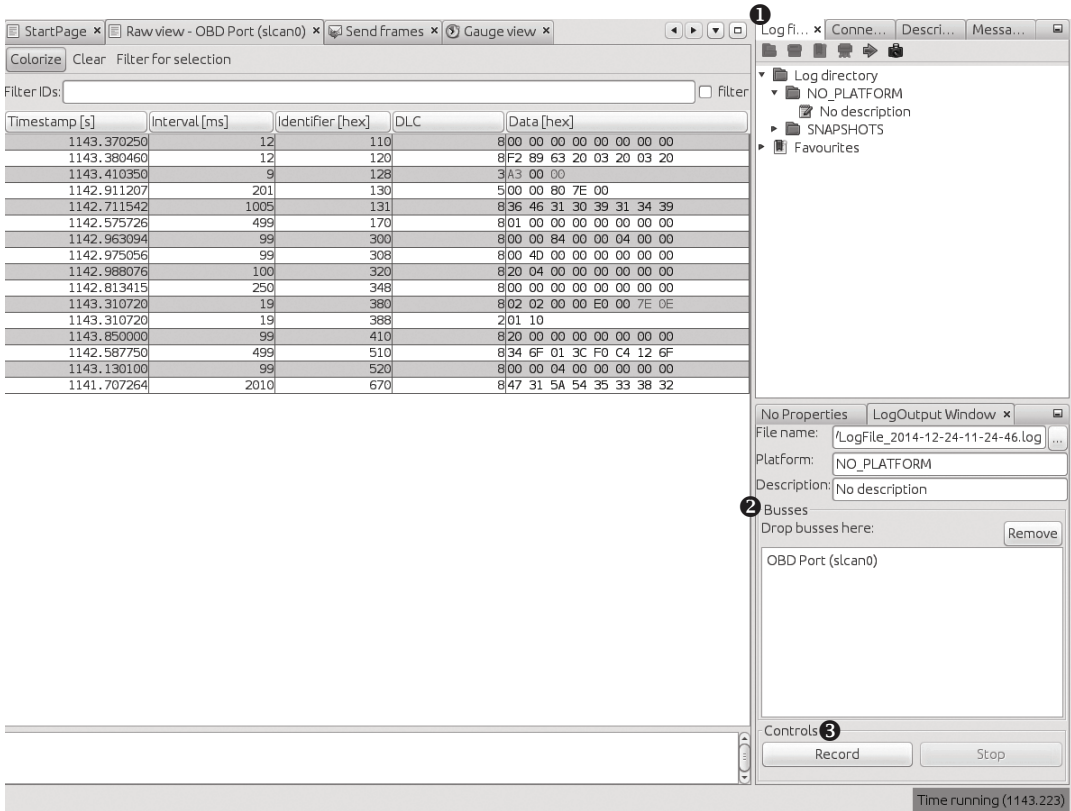 ❶
StartPage × Raw view - OBD Port (slcan0) × Send frames × Gauge view ×
Log fi... × Conne... Descri... Messa...
Colorize Clear Filter for selection
Filter IDs: filter
Timestamp [s] Interval [ms] Identifier [hex] DLC Data [hex]
1143.370250 12 110 8 00 00 00 00 00 00 00 00
1143.380460 12 120 8 F2 89 63 20 03 20 03 20
1143.410350 9 128 3 A3 00 00
1142.911207 201 130 5 00 00 80 7E 00
1142.711542 1005 131 8 36 46 31 30 39 31 34 39
1142.575726 499 170 8 01 00 00 00 00 00 00 00
1142.963094 99 300 8 00 00 84 00 00 04 00 00
1142.975056 99 308 8 00 4D 00 00 00 00 00 00
1142.988076 100 320 8 20 04 00 00 00 00 00 00
1142.813415 250 348 8 00 00 00 00 00 00 00 00
1143.310720 19 380 8 02 02 00 00 E0 00 7E 0E
1143.310720 19 388 2 01 10
1143.850000 99 410 8 20 00 00 00 00 00 00 00
1142.587750 499 510 8 34 6F 01 3C F0 C4 12 6F
1143.130100 99 520 8 00 00 04 00 00 00 00 00
1141.707264 2010 670 8 47 31 5A 54 35 33 38 32
Log directory
NO_PLATFORM
No description
SNAPSHOTS
Favourites
No Properties LogOutput Window ×
File name: /LogFile_2014-12-24-11-24-46.log ...
Platform: NO_PLATFORM
Description: No description
❷ Busses
Drop busses here: Remove
OBD Port (slcan0)
Controls ❸
Record Stop
Time running (1143.223)